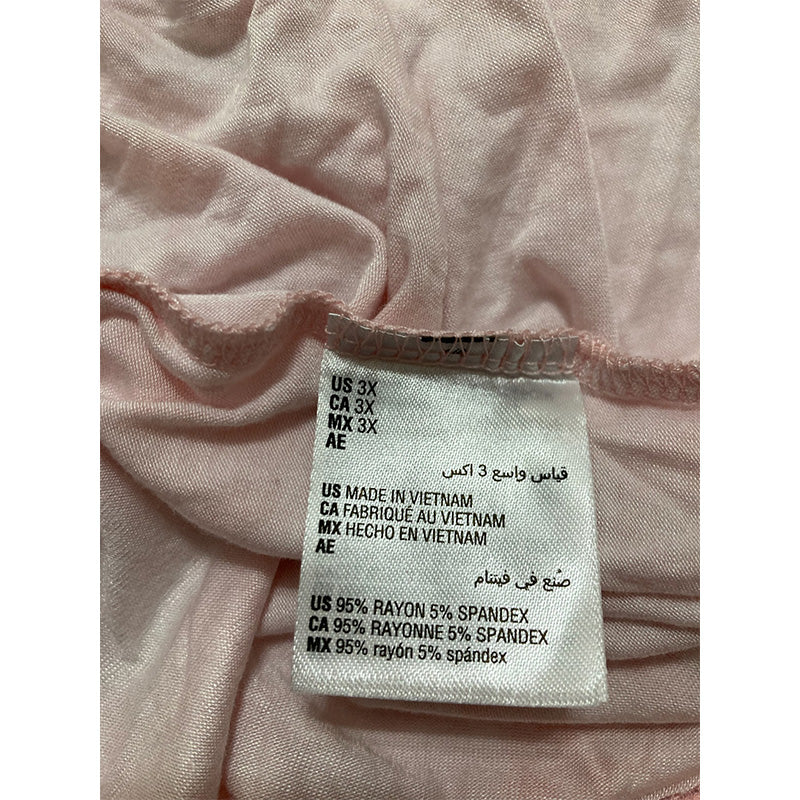 US 3X
CA 3X
MX 3X
AE
قياس واسع 3 اكس
US MADE IN VIETNAM
CA FABRIQUÉ AU VIETNAM
MX HECHO EN VIETNAM
AE
صُنع في فيتنام
US 95% RAYON 5% SPANDEX
CA 95% RAYONNE 5% SPANDEX
MX 95% rayón 5% spándex